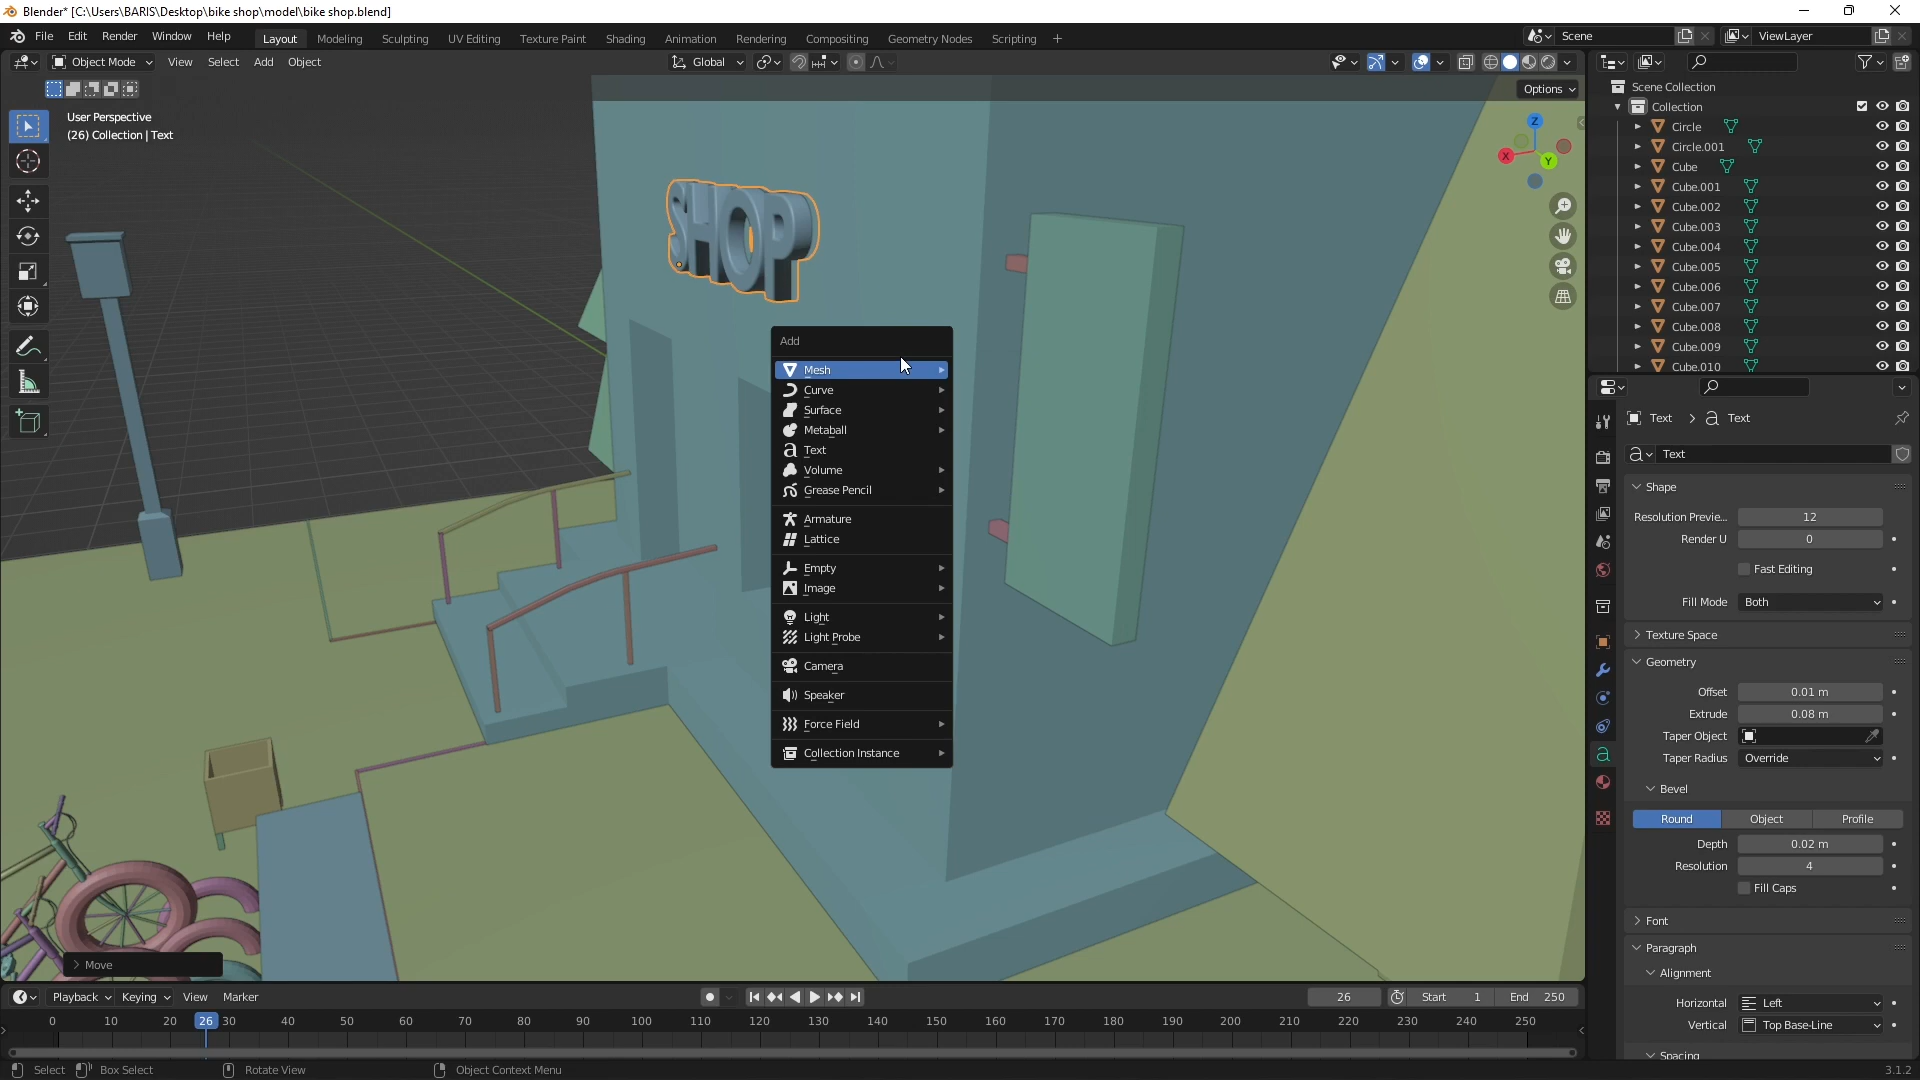 Blender* [C:\Users\BARIS\Desktop\bike shop\model\bike shop.blend]
File Edit Render Window Help Layout Modeling Sculpting UV Editing Texture Paint Shading Animation Rendering Compositing Geometry Nodes Scripting +
Scene ViewLayer
Object Mode View Select Add Object Global
Options
User Perspective
(26) Collection | Text
SHOP
Z
X
Y
Add
Mesh
Curve
Surface
Metaball
Text
Volume
Grease Pencil
Armature
Lattice
Empty
Image
Light
Light Probe
Camera
Speaker
Force Field
Collection Instance
Move
Scene Collection
Collection
Circle
Circle.001
Cube
Cube.001
Cube.002
Cube.003
Cube.004
Cube.005
Cube.006
Cube.007
Cube.008
Cube.009
Cube.010
Text > Text
Text
Shape
Resolution Previe... 12
Render U 0
Fast Editing
Fill Mode Both
Texture Space
Geometry
Offset 0.01 m
Extrude 0.08 m
Taper Object
Taper Radius Override
Bevel
Round Object Profile
Depth 0.02 m
Resolution 4
Fill Caps
Font
Paragraph
Alignment
Horizontal Left
Vertical Top Base-Line
Spacing
Playback Keying View Marker 26 Start 1 End 250
0 10 20 26 30 40 50 60 70 80 90 100 110 120 130 140 150 160 170 180 190 200 210 220 230 240 250
Select Box Select Rotate View Object Context Menu 3.1.2